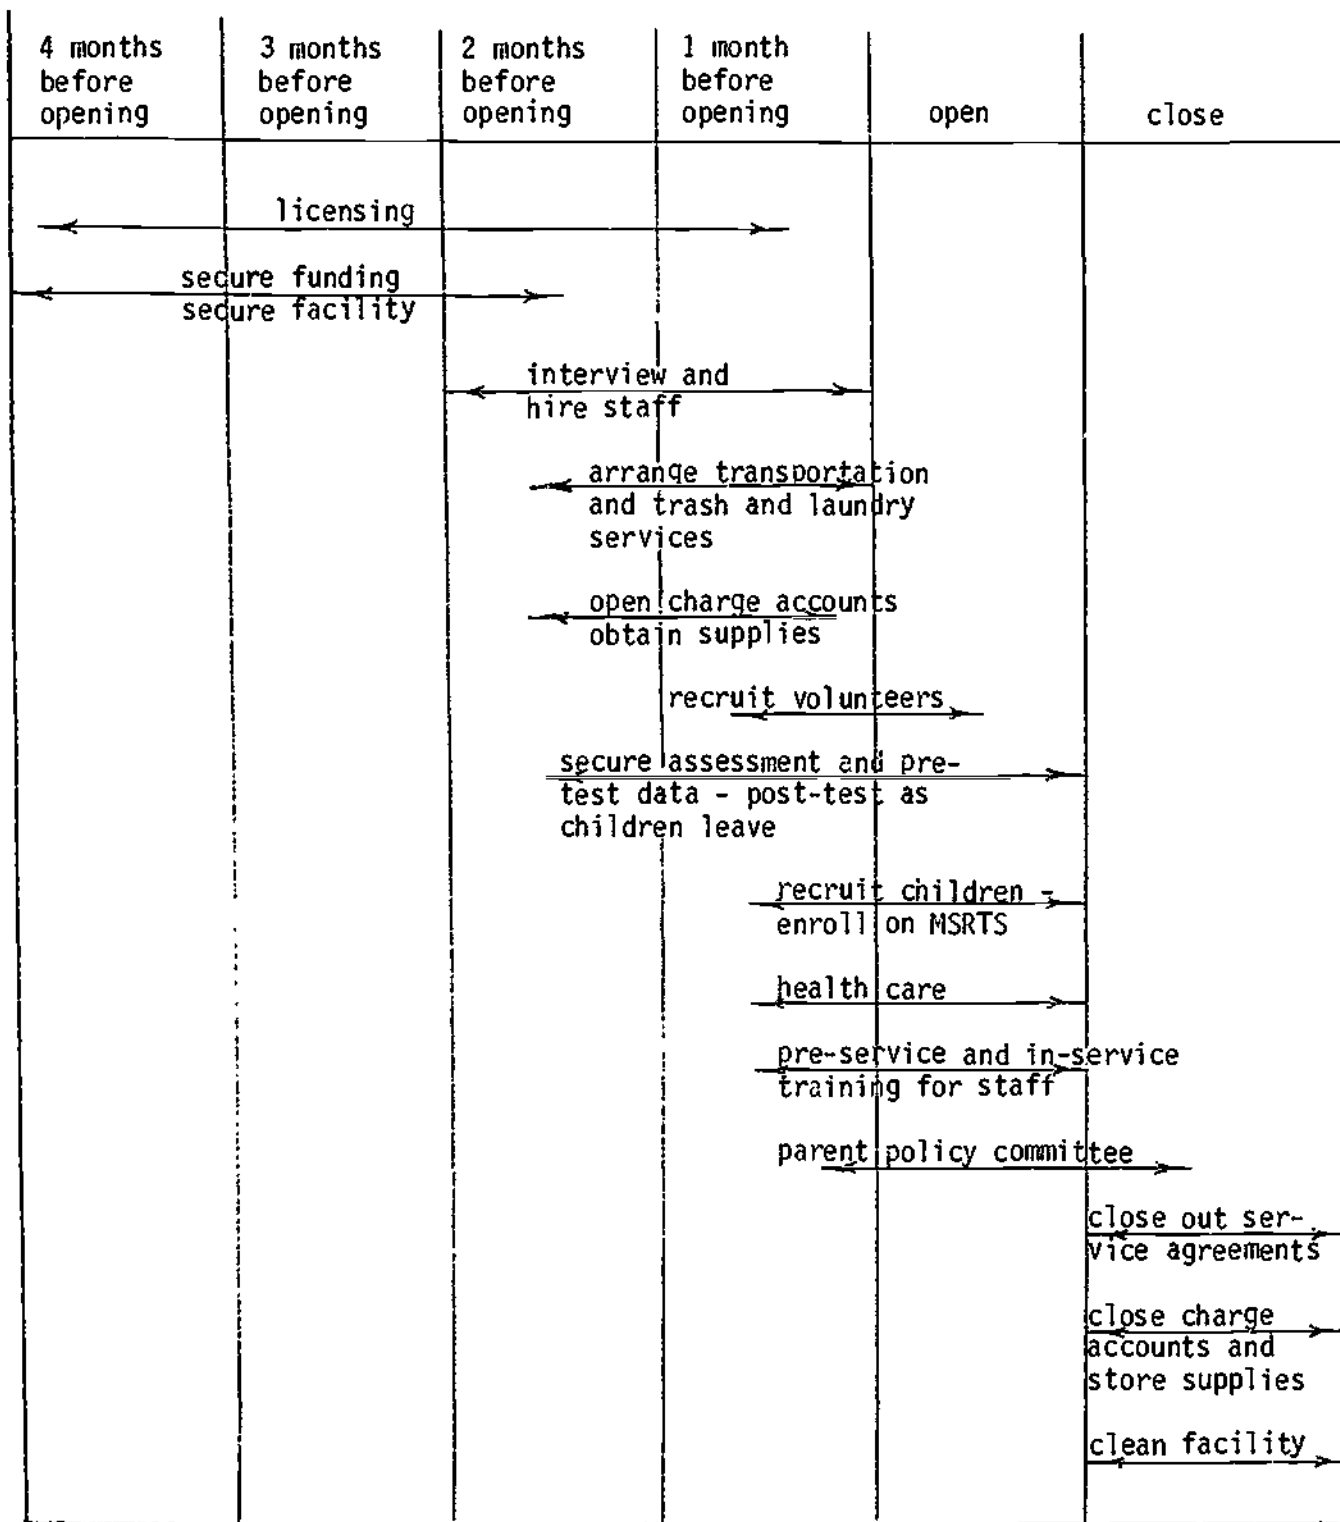 4 months
before
opening
3 months
before
opening
2 months
before
opening
1 month
before
opening
open
close
licensing
secure funding
secure facility
interview and
hire staff
arrange transportation
and trash and laundry
services
open charge accounts
obtain supplies
recruit volunteers
secure assessment and pre-
test data - post-test as
children leave
recruit children -
enroll on MSRTS
health care
pre-service and in-service
training for staff
parent policy committee
close out ser-
vice agreements
close charge
accounts and
store supplies
clean facility